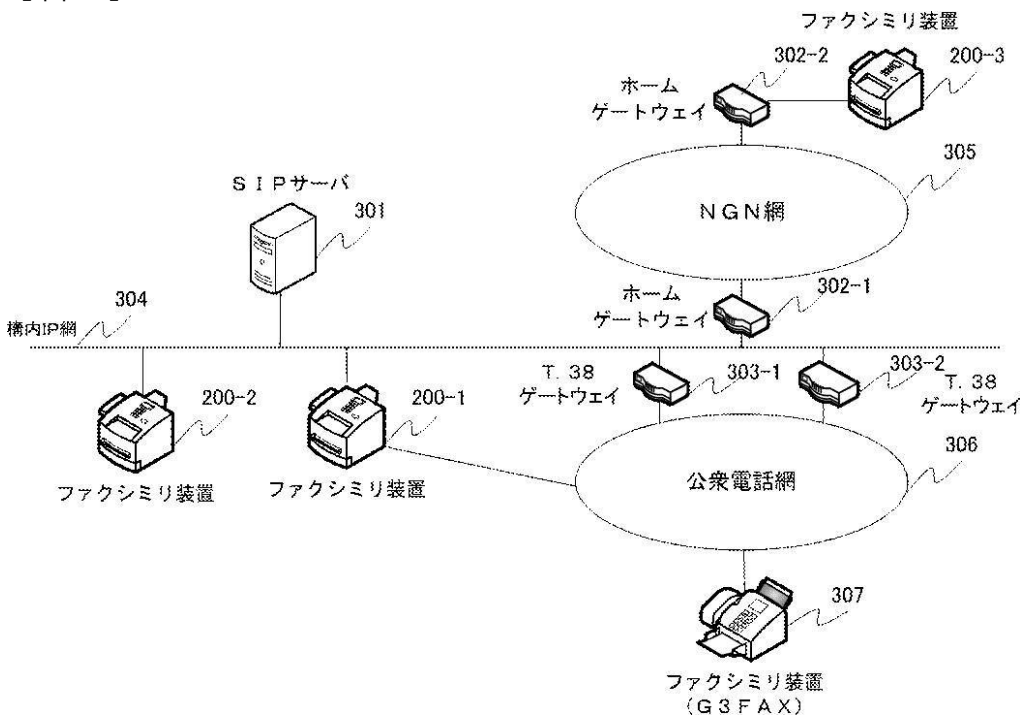 ファクシミリ装置
302-2
200-3
ホーム
ゲートウェイ
305
NGN網
SIPサーバ
301
ホーム
ゲートウェイ
302-1
304
構内IP網
T.38
ゲートウェイ
303-1
303-2
T.38
ゲートウェイ
200-2
200-1
306
公衆電話網
ファクシミリ装置
ファクシミリ装置
307
ファクシミリ装置
(G3FAX)